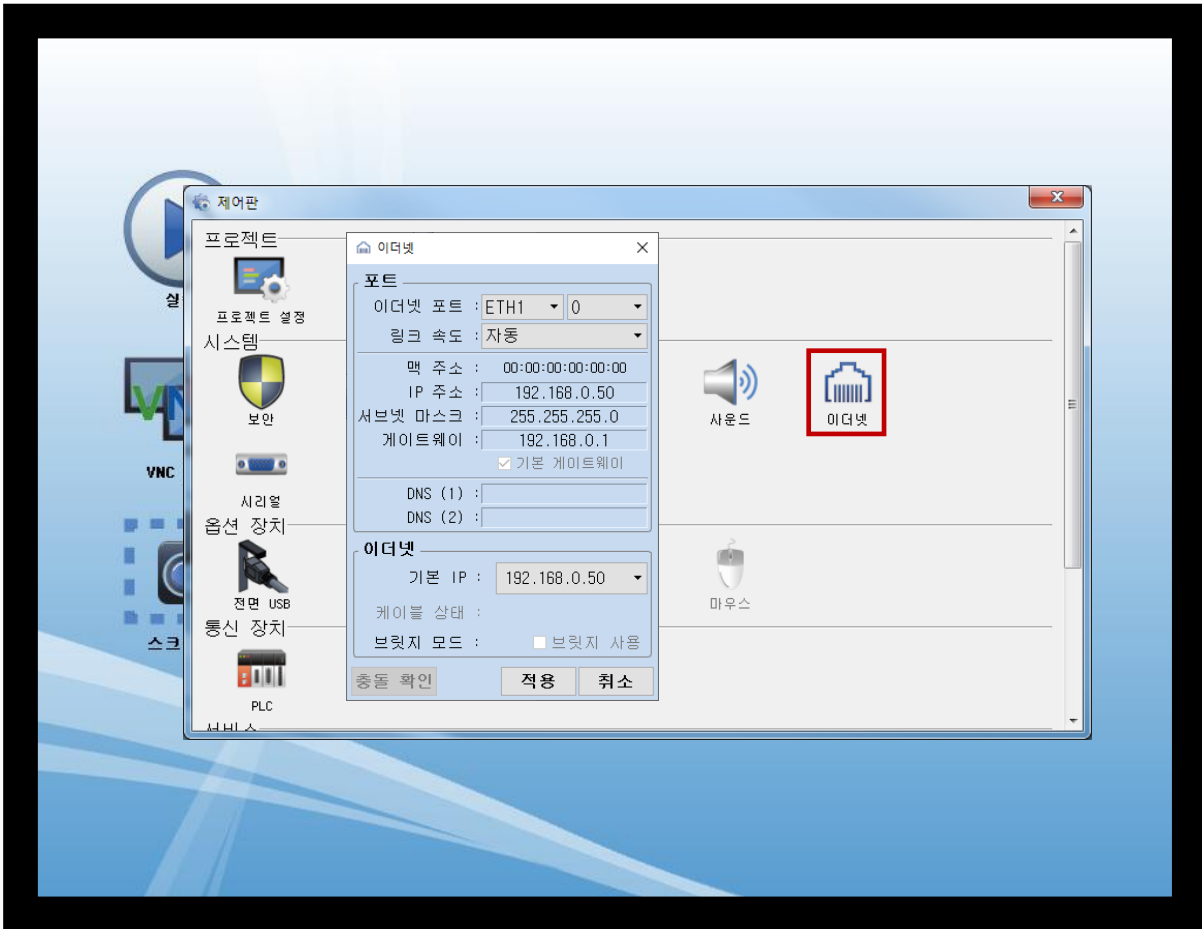 제어판
프로젝트
프로젝트 설정
시스템
보안
사운드
이더넷
시리얼
옵션 장치
전면 USB
마우스
통신 장치
PLC
서비스
VNC
스크
이더넷
포트
이더넷 포트 : ETH1 0
링크 속도 : 자동
맥 주소 : 00:00:00:00:00:00
IP 주소 : 192.168.0.50
서브넷 마스크 : 255.255.255.0
게이트웨이 : 192.168.0.1
기본 게이트웨이
DNS (1) :
DNS (2) :
이더넷
기본 IP : 192.168.0.50
케이블 상태 :
브릿지 모드 : 브릿지 사용
충돌 확인 적용 취소